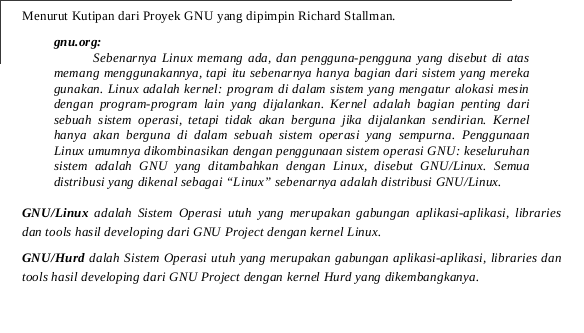 Menurut Kutipan dari Proyek GNU yang dipimpin Richard Stallman.
gnu.org:
Sebenarnya Linux memang ada, dan pengguna-pengguna yang disebut di atas
memang menggunakannya, tapi itu sebenarnya hanya bagian dari sistem yang mereka
gunakan. Linux adalah kernel: program di dalam sistem yang mengatur alokasi mesin
dengan program-program lain yang dijalankan. Kernel adalah bagian penting dari
sebuah sistem operasi, tetapi tidak akan berguna jika dijalankan sendirian. Kernel
hanya akan berguna di dalam sebuah sistem operasi yang sempurna. Penggunaan
Linux umumnya dikombinasikan dengan penggunaan sistem operasi GNU: keseluruhan
sistem adalah GNU yang ditambahkan dengan Linux, disebut GNU/Linux. Semua
distribusi yang dikenal sebagai “Linux” sebenarnya adalah distribusi GNU/Linux.
GNU/Linux adalah Sistem Operasi utuh yang merupakan gabungan aplikasi-aplikasi, libraries
dan tools hasil developing dari GNU Project dengan kernel Linux.
GNU/Hurd dalah Sistem Operasi utuh yang merupakan gabungan aplikasi-aplikasi, libraries dan
tools hasil developing dari GNU Project dengan kernel Hurd yang dikembangkanya.